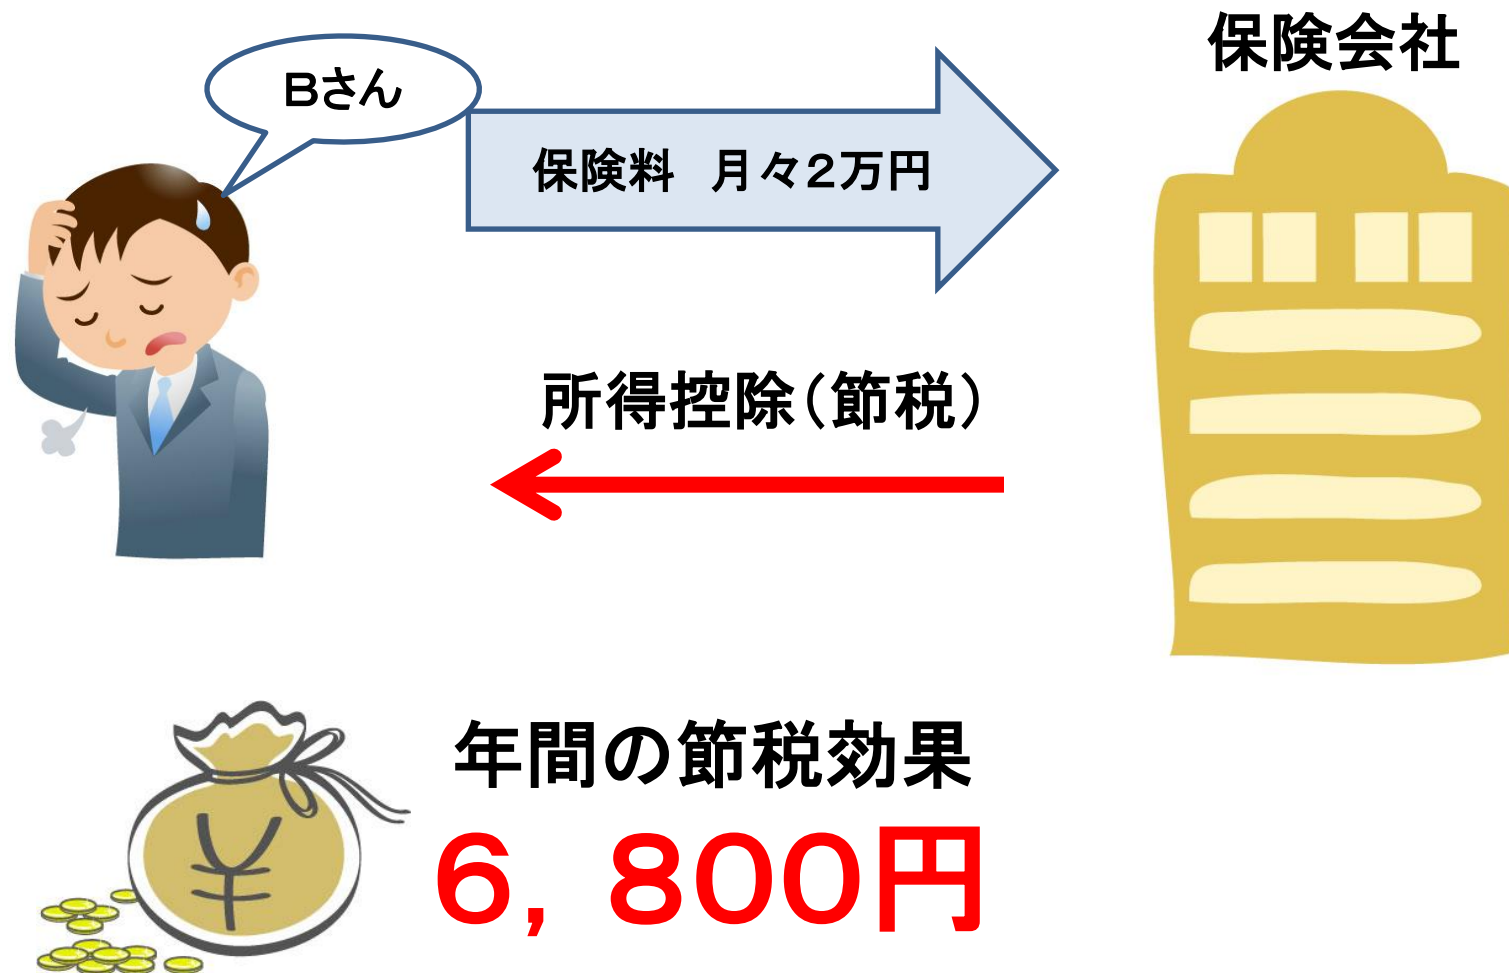 保険会社
Bさん
保険料　月々2万円
所得控除(節税)
年間の節税効果
6,800円
¥